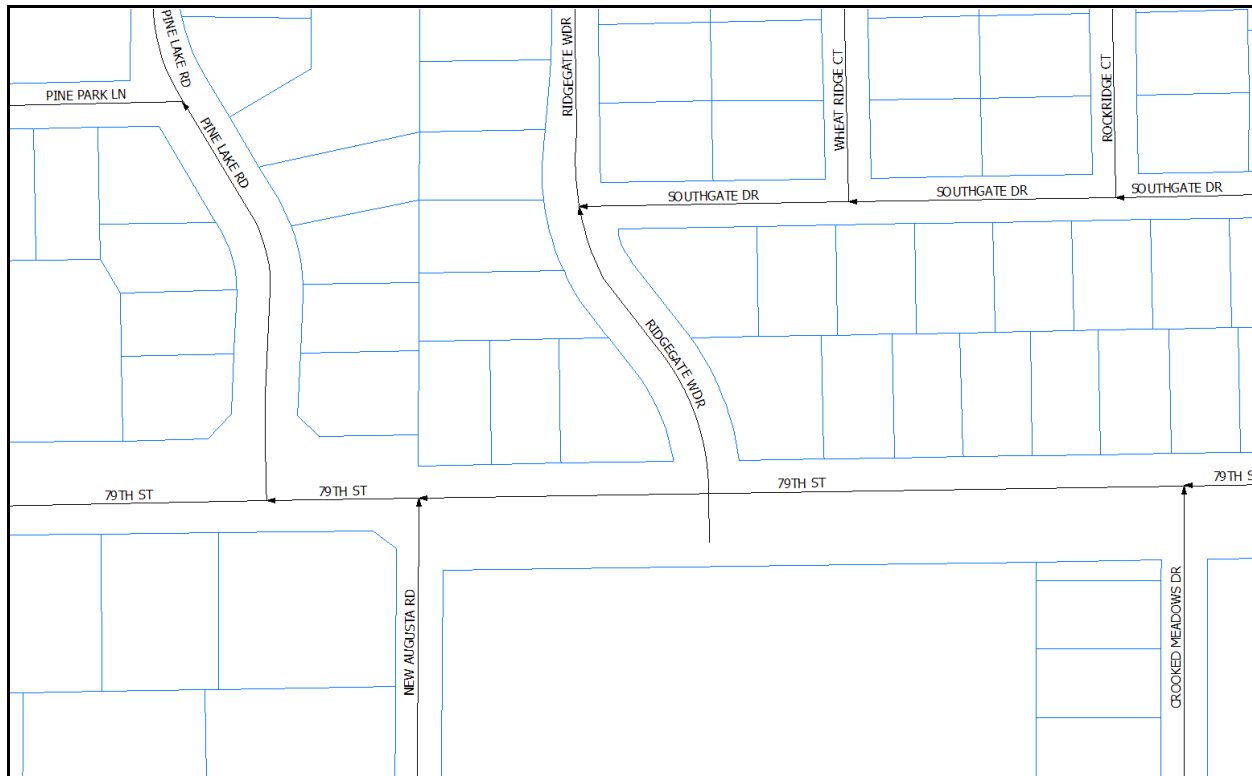 PINE LAKE RD
RIDGEGATE WDR
WHEAT RIDGE CT
ROCKRIDGE CT
PINE PARK LN
PINE LAKE RD
SOUTHGATE DR
SOUTHGATE DR
SOUTHGATE DR
RIDGEGATE WDR
79TH ST
79TH ST
79TH ST
79TH S
NEW AUGUSTA RD
CROOKED MEADOWS DR